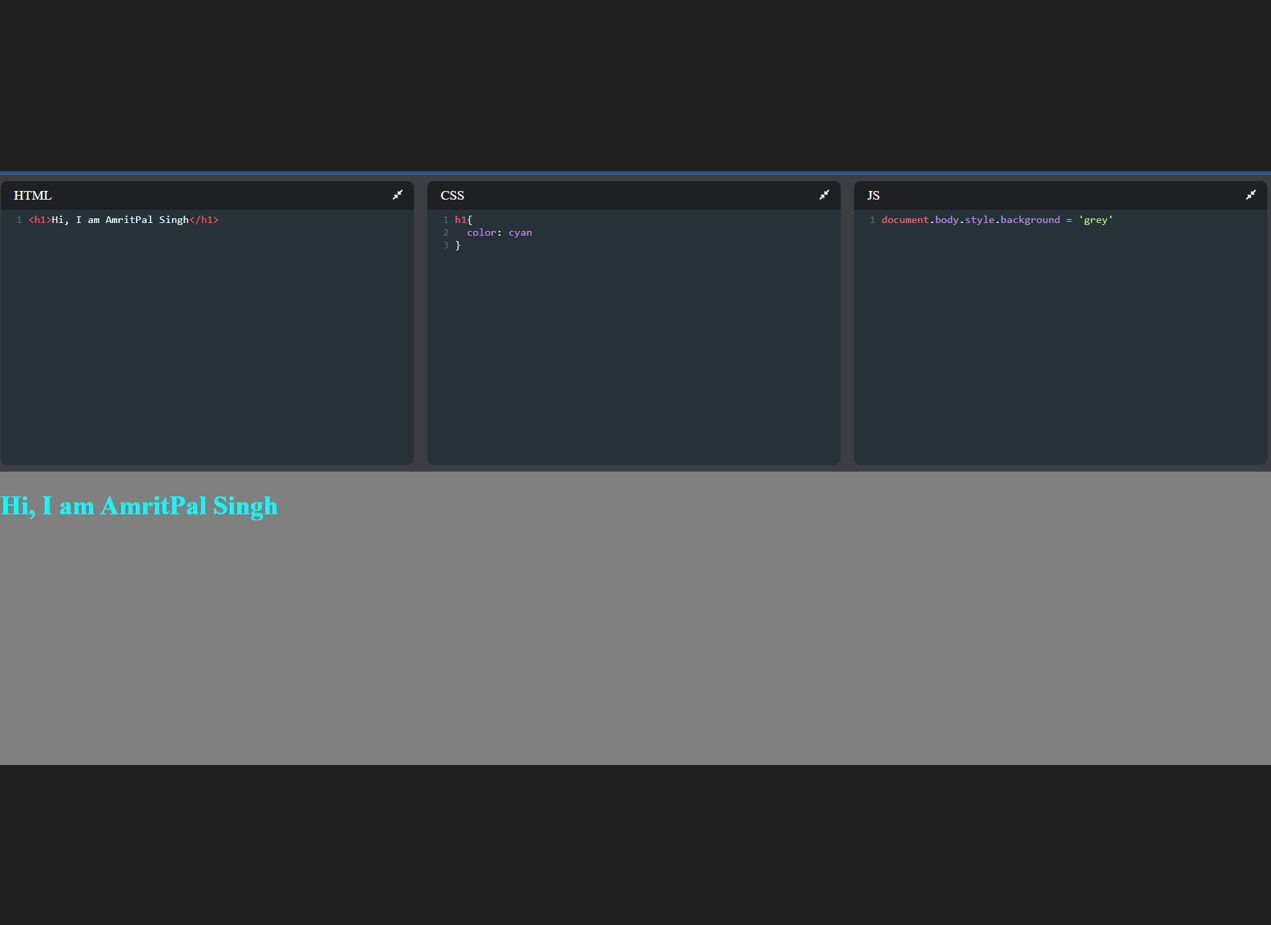 HTML
1 <h1>Hi, I am AmritPal Singh</h1>
CSS
1 h1{
2   color: cyan
3 }
JS
1 document.body.style.background = 'grey'
Hi, I am AmritPal Singh